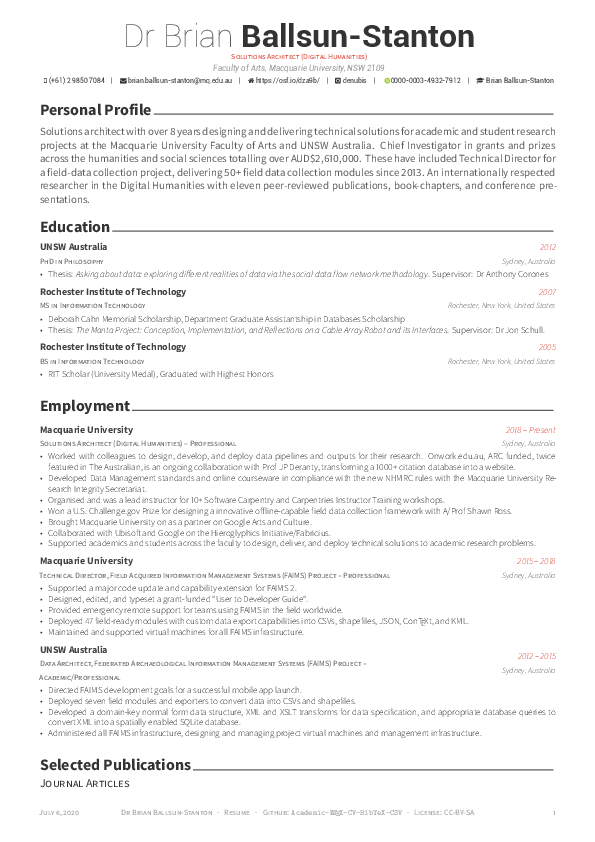 Dr Brian Ballsun-Stanton
Solutions Architect (Digital Humanities)
Faculty of Arts, Macquarie University, NSW 2109
(+61) 2 9850 7084 | brian.ballsun-stanton@mq.edu.au | https://osf.io/dza9b/ | denubis | 0000-0003-4932-7912 | Brian Ballsun-Stanton
Personal Profile
Solutions architect with over 8 years designing and delivering technical solutions for academic and student research
projects at the Macquarie University Faculty of Arts and UNSW Australia. Chief Investigator in grants and prizes
across the humanities and social sciences totalling over AUD$2,610,000. These have included Technical Director for
a field-data collection project, delivering 50+ field data collection modules since 2013. An internationally respected
researcher in the Digital Humanities with eleven peer-reviewed publications, book-chapters, and conference pre-
sentations.
Education
UNSW Australia 2012
PhD in Philosophy Sydney, Australia
• Thesis: Asking about data: exploring different realities of data via the social data flow network methodology. Supervisor: Dr Anthony Corones
Rochester Institute of Technology 2007
MS in Information Technology Rochester, New York, United States
• Deborah Cahn Memorial Scholarship, Department Graduate Assistantship in Databases Scholarship
• Thesis: The Manta Project: Conception, Implementation, and Reflections on a Cable Array Robot and its Interfaces. Supervisor: Dr Jon Schull.
Rochester Institute of Technology 2005
BS in Information Technology Rochester, New York, United States
• RIT Scholar (University Medal), Graduated with Highest Honors
Employment
Macquarie University 2018 – Present
Solutions Architect (Digital Humanities) – Professional Sydney, Australia
• Worked with colleagues to design, develop, and deploy data pipelines and outputs for their research. Onwork.edu.au, ARC funded, twice
featured in The Australian, is an ongoing collaboration with Prof JP Deranty, transforming a 1000+ citation database into a website.
• Developed Data Management standards and online courseware in compliance with the new NHMRC rules with the Macquarie University Re-
search Integrity Secretariat.
• Organised and was a lead instructor for 10+ Software Carpentry and Carpentries Instructor Training workshops.
• Won a U.S. Challenge.gov Prize for designing a innovative offline-capable field data collection framework with A/Prof Shawn Ross.
• Brought Macquarie University on as a partner on Google Arts and Culture.
• Collaborated with Ubisoft and Google on the Hieroglyphics Initiative/Fabricius.
• Supported academics and students across the faculty to design, deliver, and deploy technical solutions to academic research problems.
Macquarie University 2015 – 2018
Technical Director, Field Acquired Information Management Systems (FAIMS) Project – Professional Sydney, Australia
• Supported a major code update and capability extension for FAIMS 2.
• Designed, edited, and typeset a grant-funded “User to Developer Guide”.
• Provided emergency remote support for teams using FAIMS in the field worldwide.
• Deployed 47 field-ready modules with custom data export capabilities into CSVs, shapefiles, JSON, ConTeXt, and KML.
• Maintained and supported virtual machines for all FAIMS infrastructure.
UNSW Australia 2012 – 2015
Data Architect, Federated Archaeological Information Management Systems (FAIMS) Project –
Academic/Professional Sydney, Australia
• Directed FAIMS development goals for a successful mobile app launch.
• Deployed seven field modules and exporters to convert data into CSVs and shapefiles.
• Developed a domain-key normal form data structure, XML and XSLT transforms for data specification, and appropriate database queries to
convert XML into a spatially enabled SQLite database.
• Administered all FAIMS infrastructure, designing and managing project virtual machines and management infrastructure.
Selected Publications
Journal Articles
July 6, 2020 Dr Brian Ballsun-Stanton · Resume · Github: Academic-LaTeX-CV-BibTeX-CSV · License: CC-BY-SA 1